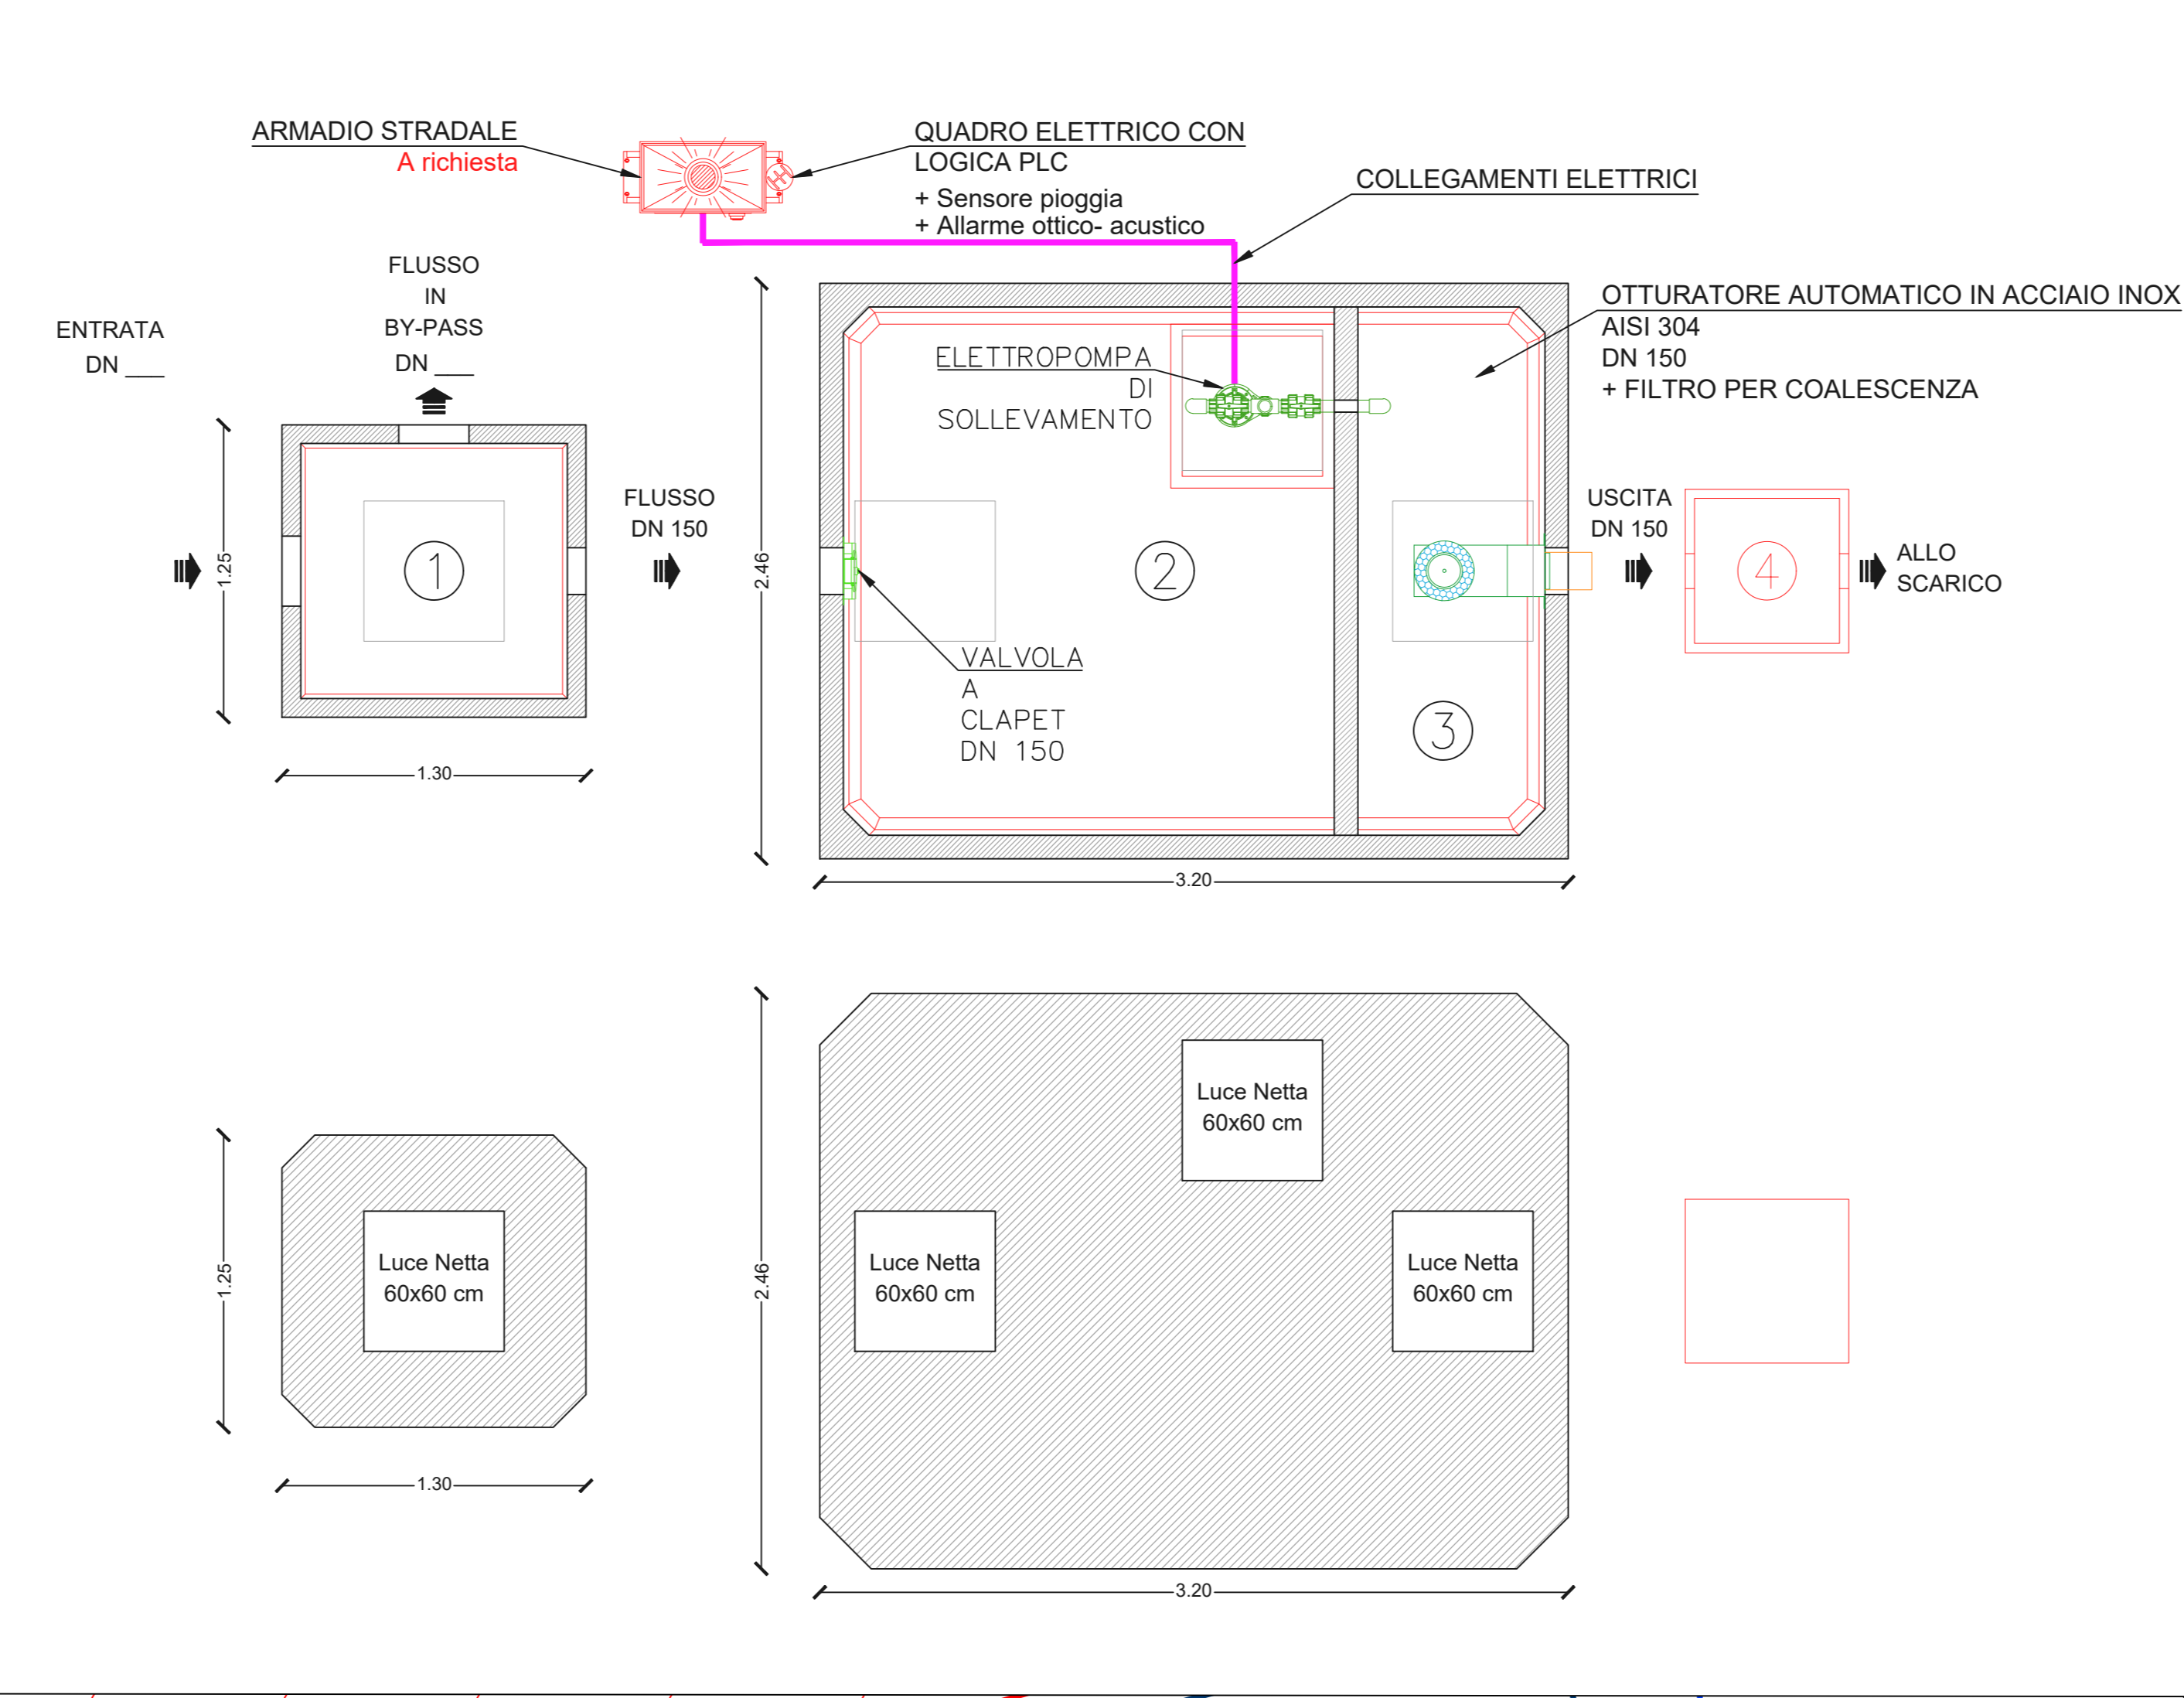 ARMADIO STRADALE
A richiesta
QUADRO ELETTRICO CON
LOGICA PLC
+ Sensore pioggia
+ Allarme ottico- acustico
COLLEGAMENTI ELETTRICI
OTTURATORE AUTOMATICO IN ACCIAIO INOX
AISI 304
DN 150
+ FILTRO PER COALESCENZA
ENTRATA
DN ___
FLUSSO
IN
BY-PASS
DN ___
ELETTROPOMPA
DI
SOLLEVAMENTO
FLUSSO
DN 150
USCITA
DN 150
ALLO
SCARICO
1.25
1
2.46
2
4
VALVOLA
A
CLAPET
DN 150
3
1.30
3.20
Luce Netta
60x60 cm
1.25
Luce Netta
60x60 cm
2.46
Luce Netta
60x60 cm
Luce Netta
60x60 cm
1.30
3.20